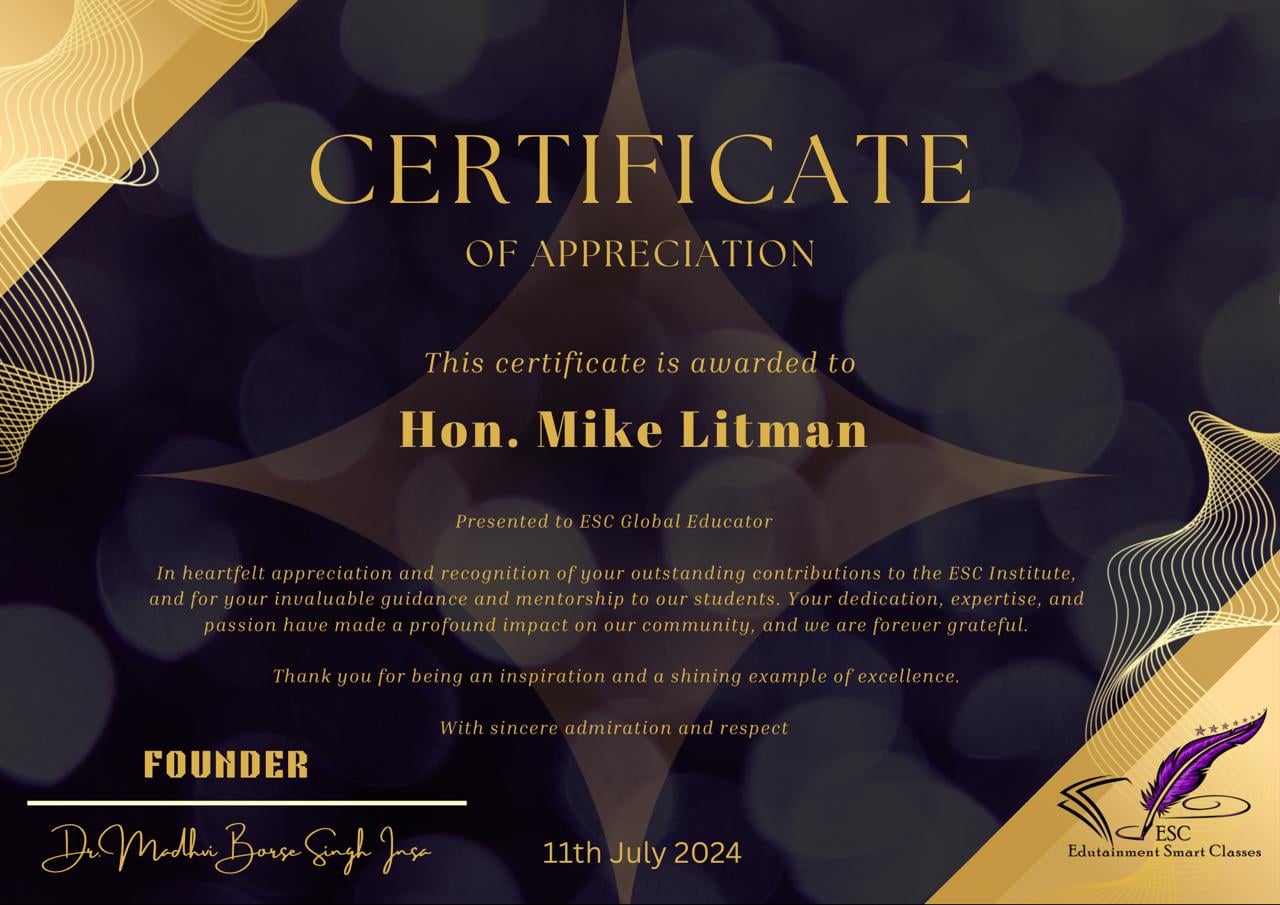 CERTIFICATE
OF APPRECIATION
This certificate is awarded to
Hon. Mike Litman
Presented to ESC Global Educator
In heartfelt appreciation and recognition of your outstanding contributions to the ESC Institute,
and for your invaluable guidance and mentorship to our students. Your dedication, expertise, and
passion have made a profound impact on our community, and we are forever grateful.
Thank you for being an inspiration and a shining example of excellence.
With sincere admiration and respect
FOUNDER
Dr. Madhvi Borse Singh Insa
11th July 2024
ESC
Edutainment Smart Classes